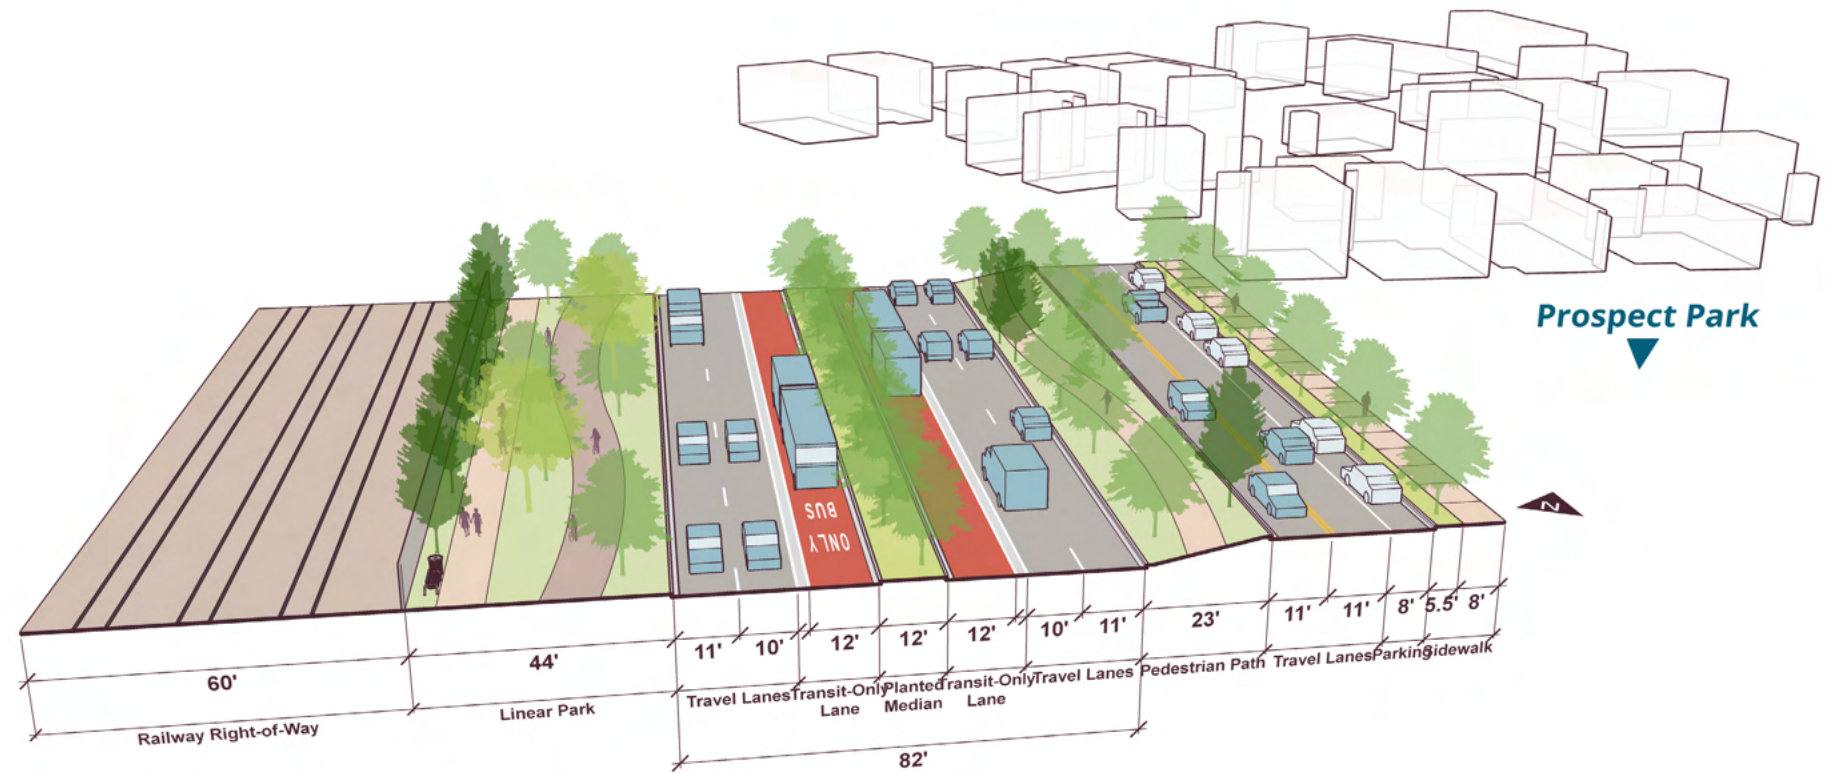 Prospect Park
N
BUS
ONLY
60'
44'
11'
10'
12'
12'
12'
10'
11'
23'
11'
11'
8'
5.5'
8'
Railway Right-of-Way
Linear Park
Travel Lanes
Transit-Only
Lane
Planted
Median
Transit-Only
Lane
Travel Lanes
Pedestrian Path
Travel Lanes
Parking
Sidewalk
82'